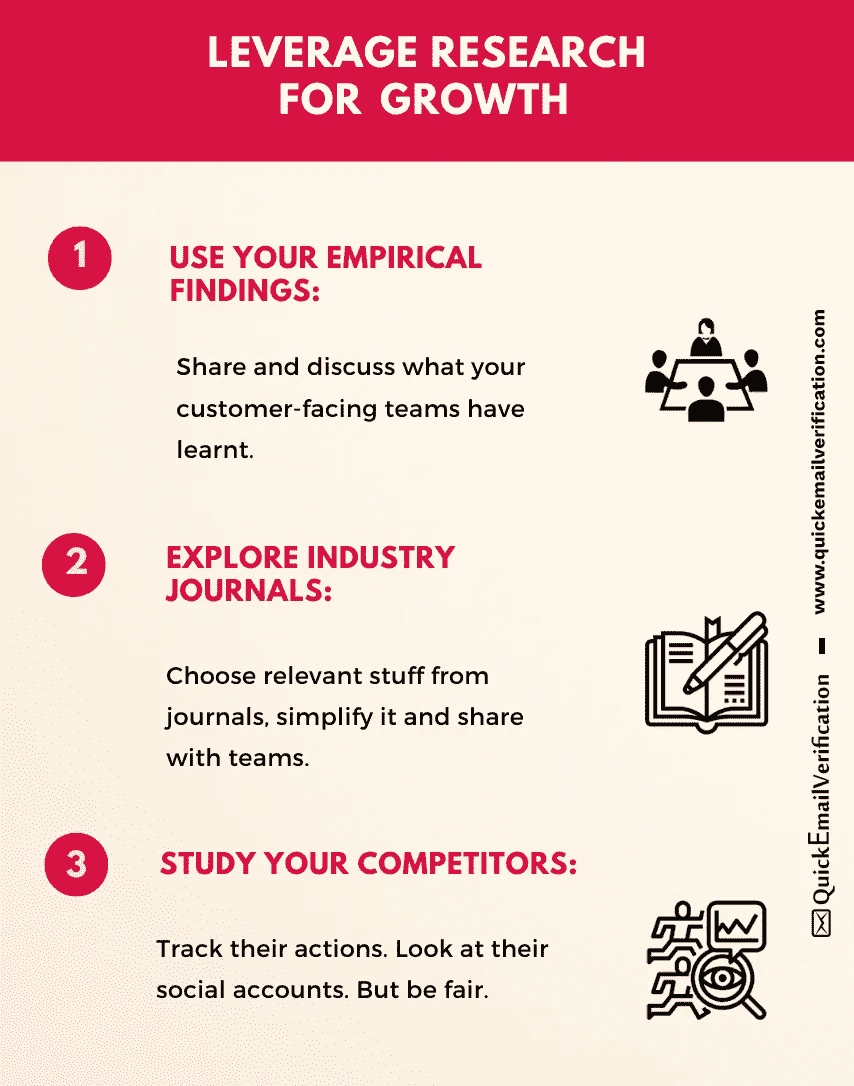 LEVERAGE RESEARCH
FOR GROWTH
1
USE YOUR EMPIRICAL
FINDINGS:
Share and discuss what your
customer-facing teams have
learnt.
2
EXPLORE INDUSTRY
JOURNALS:
Choose relevant stuff from
journals, simplify it and share
with teams.
3
STUDY YOUR COMPETITORS:
Track their actions. Look at their
social accounts. But be fair.
QuickEmailVerification - www.quickemailverification.com